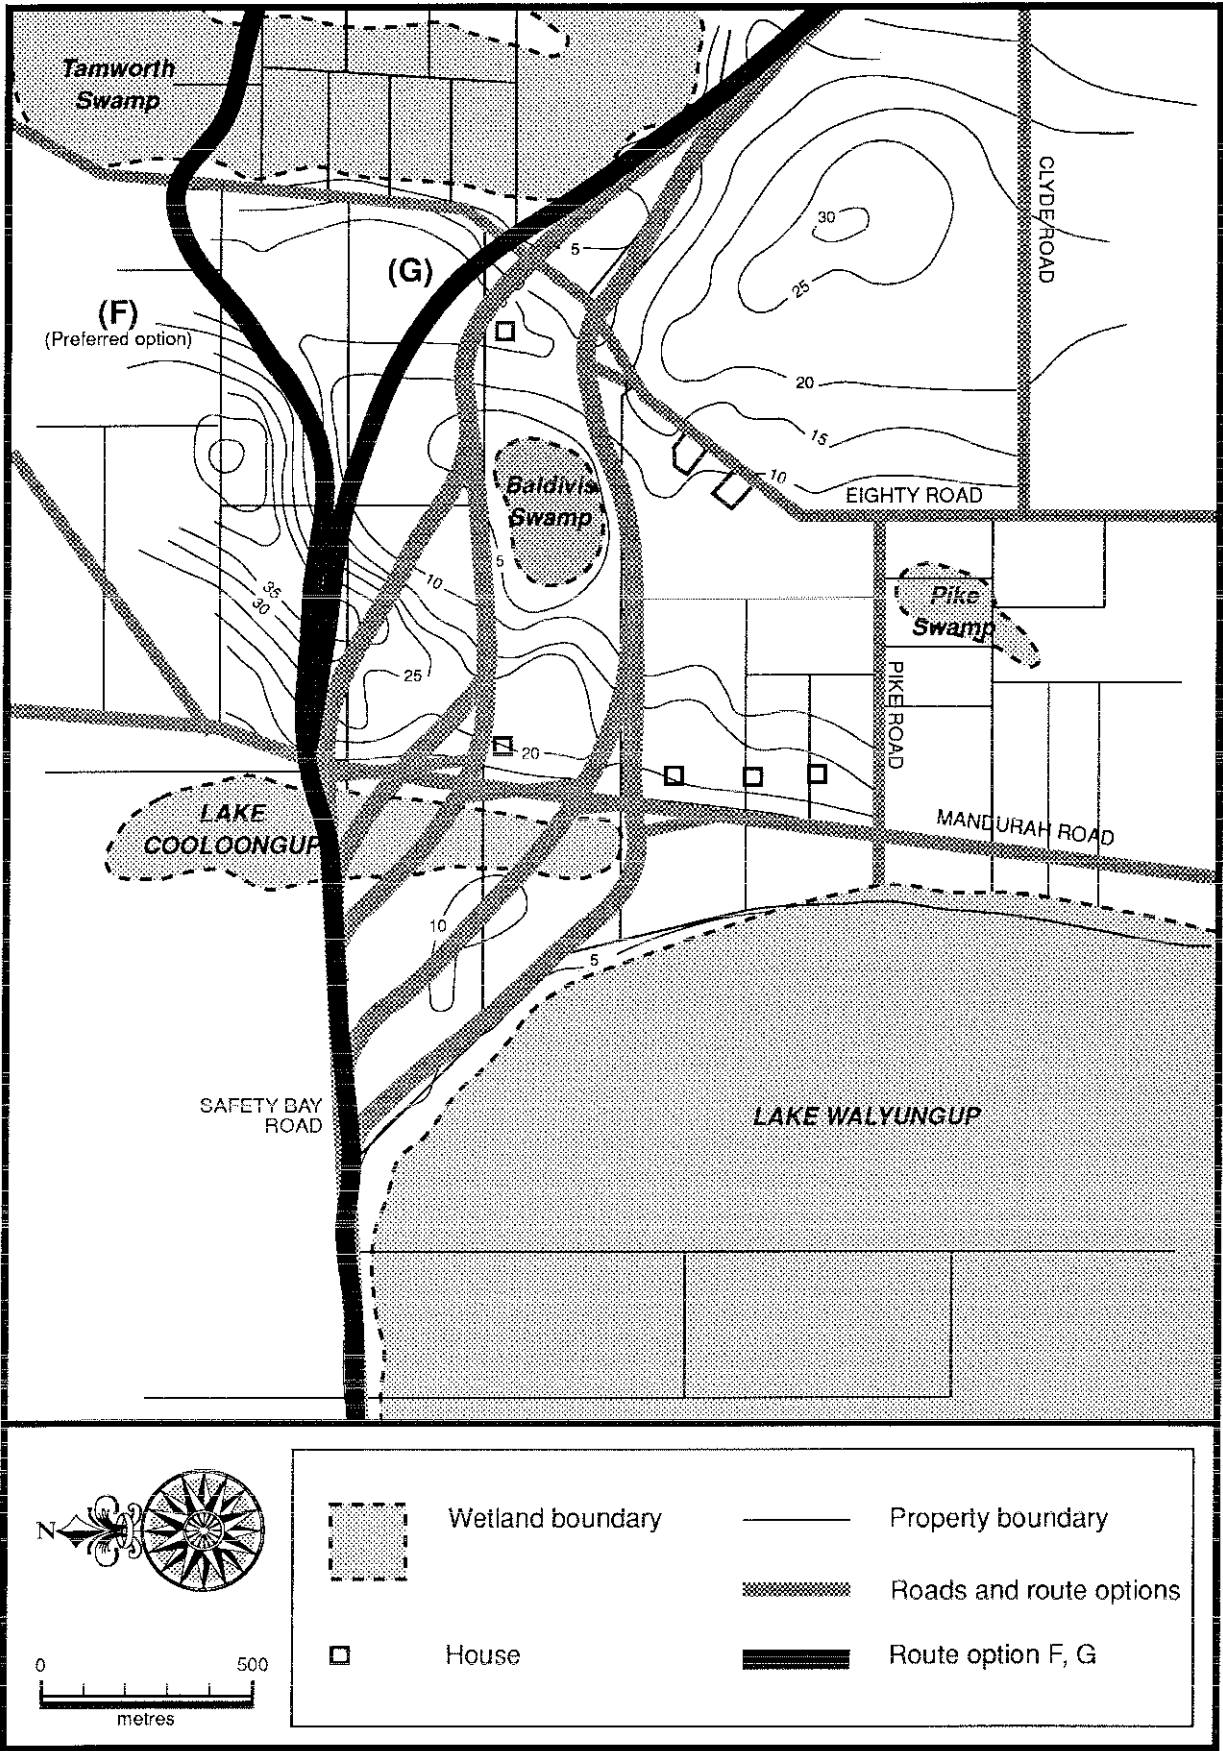 Tamworth
Swamp
CLYDE ROAD
30
5
(G)
25
(F)
(Preferred option)
20
15
10
Baldivis
Swamp
EIGHTY ROAD
5
10
35
30
Pike
Swamp
25
PIKE ROAD
20
LAKE
COOLOONGUP
MANDURAH ROAD
10
5
SAFETY BAY
ROAD
LAKE WALYUNGUP
N
Wetland boundary
Property boundary
Roads and route options
House
Route option F, G
0 500
metres